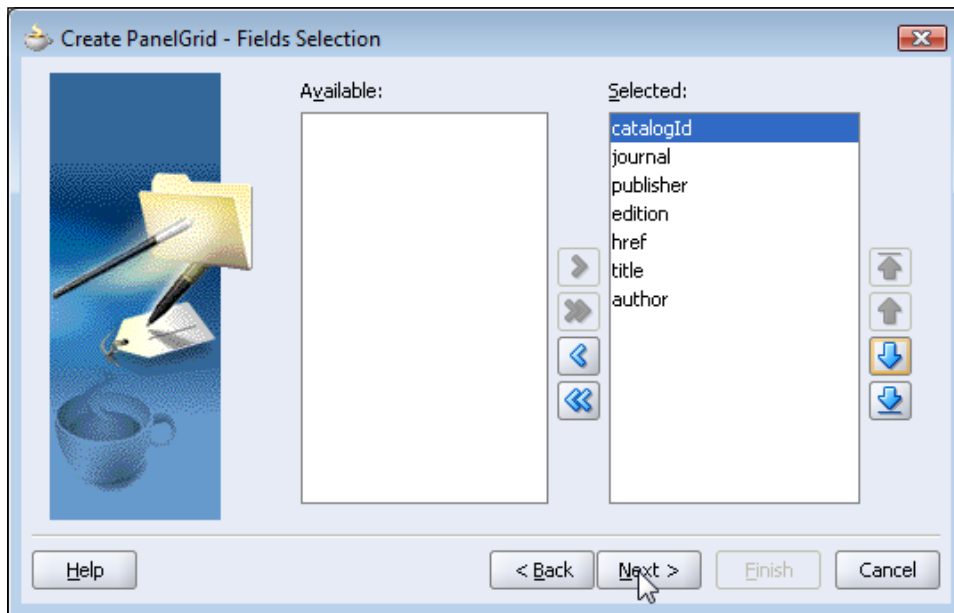 Create PanelGrid - Fields Selection
Available:
Selected:
catalogId
journal
publisher
edition
href
title
author
Help
< Back
Next >
Finish
Cancel